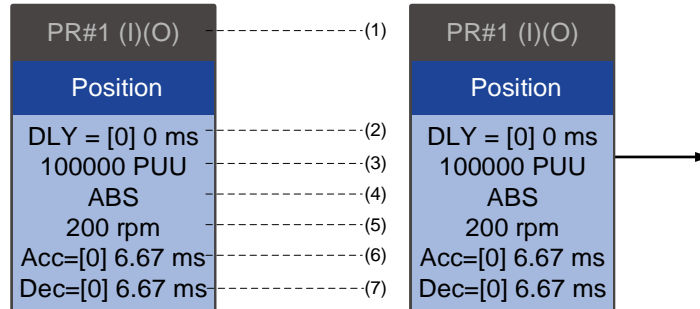 PR#1 (I)(O)
(1)
PR#1 (I)(O)
Position
Position
DLY = [0] 0 ms
(2)
DLY = [0] 0 ms
100000 PUU
(3)
100000 PUU
ABS
(4)
ABS
200 rpm
(5)
200 rpm
Acc=[0] 6.67 ms
(6)
Acc=[0] 6.67 ms
Dec=[0] 6.67 ms
(7)
Dec=[0] 6.67 ms